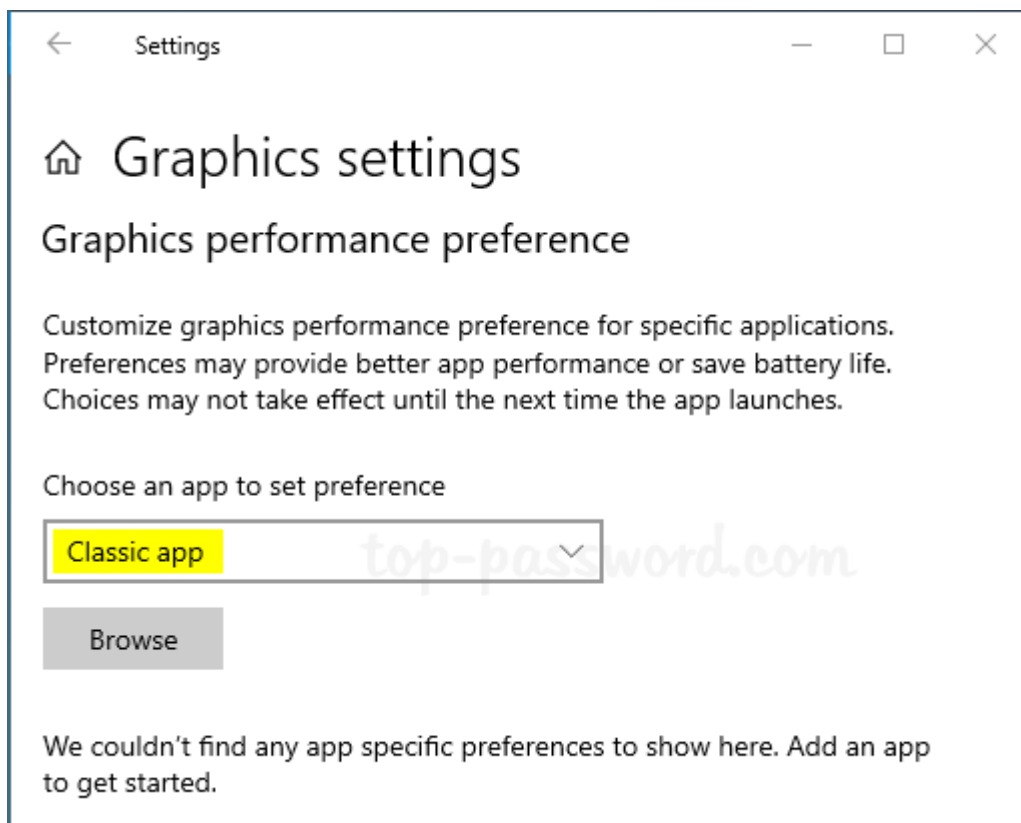 Settings
Graphics settings
Graphics performance preference
Customize graphics performance preference for specific applications.
Preferences may provide better app performance or save battery life.
Choices may not take effect until the next time the app launches.
Choose an app to set preference
Classic app
top-password.com
Browse
We couldn't find any app specific preferences to show here. Add an app
to get started.